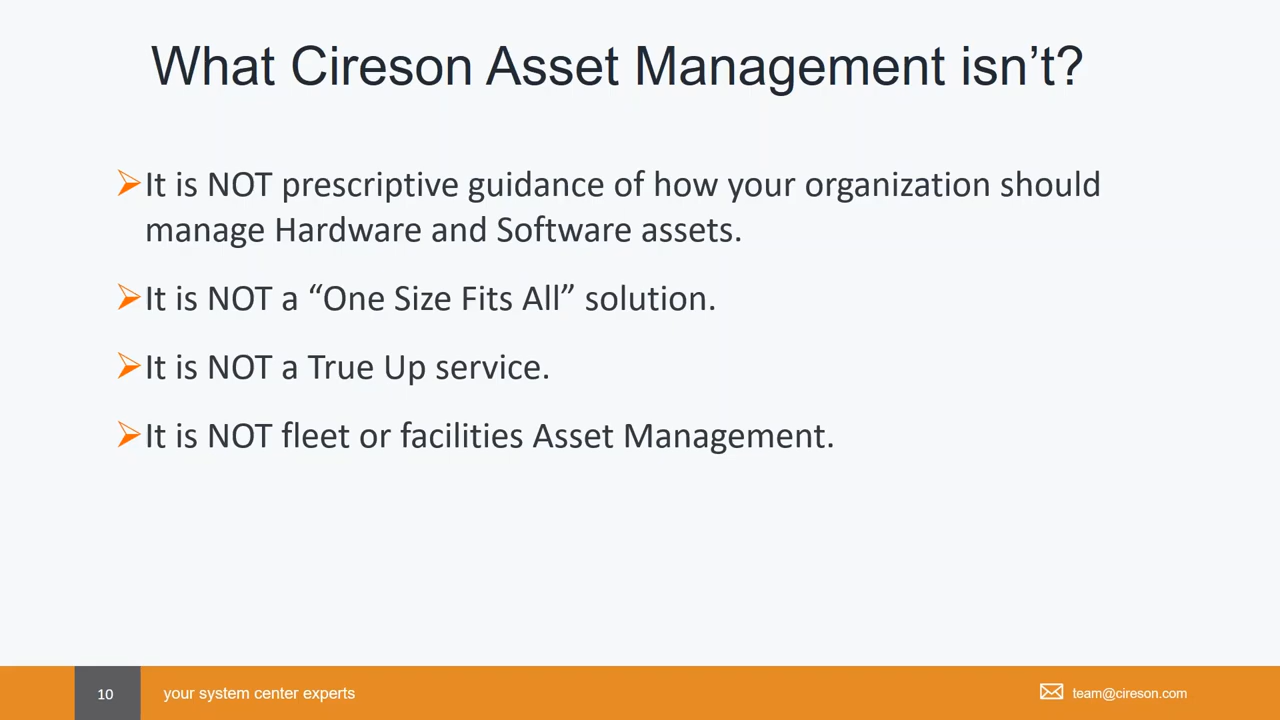 What Cireson Asset Management isn’t?
It is NOT prescriptive guidance of how your organization should
manage Hardware and Software assets.
It is NOT a “One Size Fits All” solution.
It is NOT a True Up service.
It is NOT fleet or facilities Asset Management.
10
your system center experts
team@cireson.com